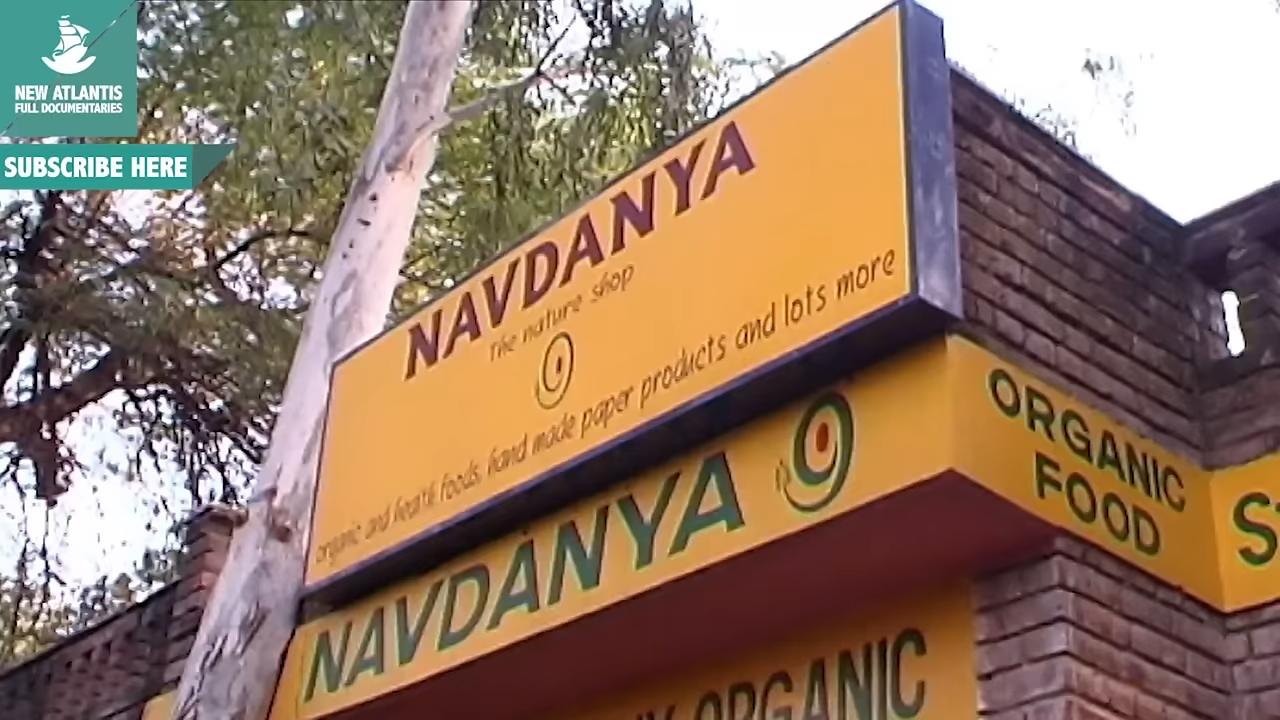 NEW ATLANTIS
FULL DOCUMENTARIES
SUBSCRIBE HERE
NAVDANYA
The nature shop
organic and health foods, hand made paper products and lots more
NAVDANYA
ORGANIC
FOOD
ORGANIC